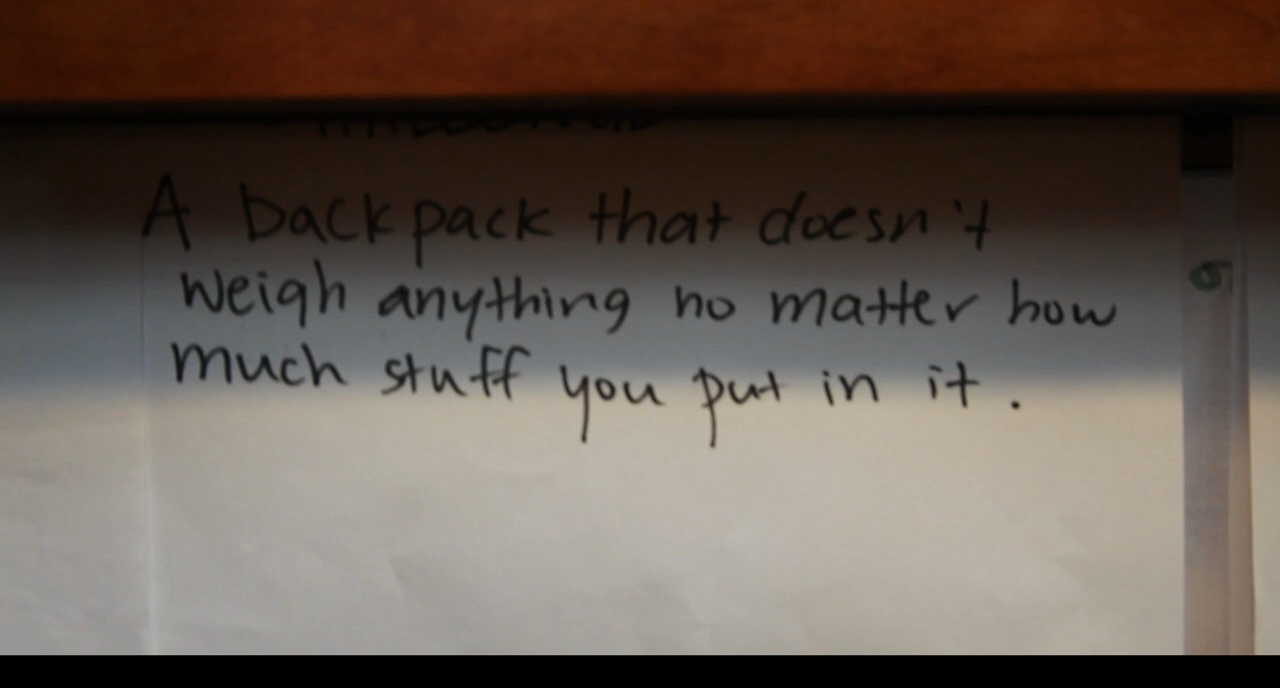 A backpack that doesn't
weigh anything no matter how
much stuff you put in it.